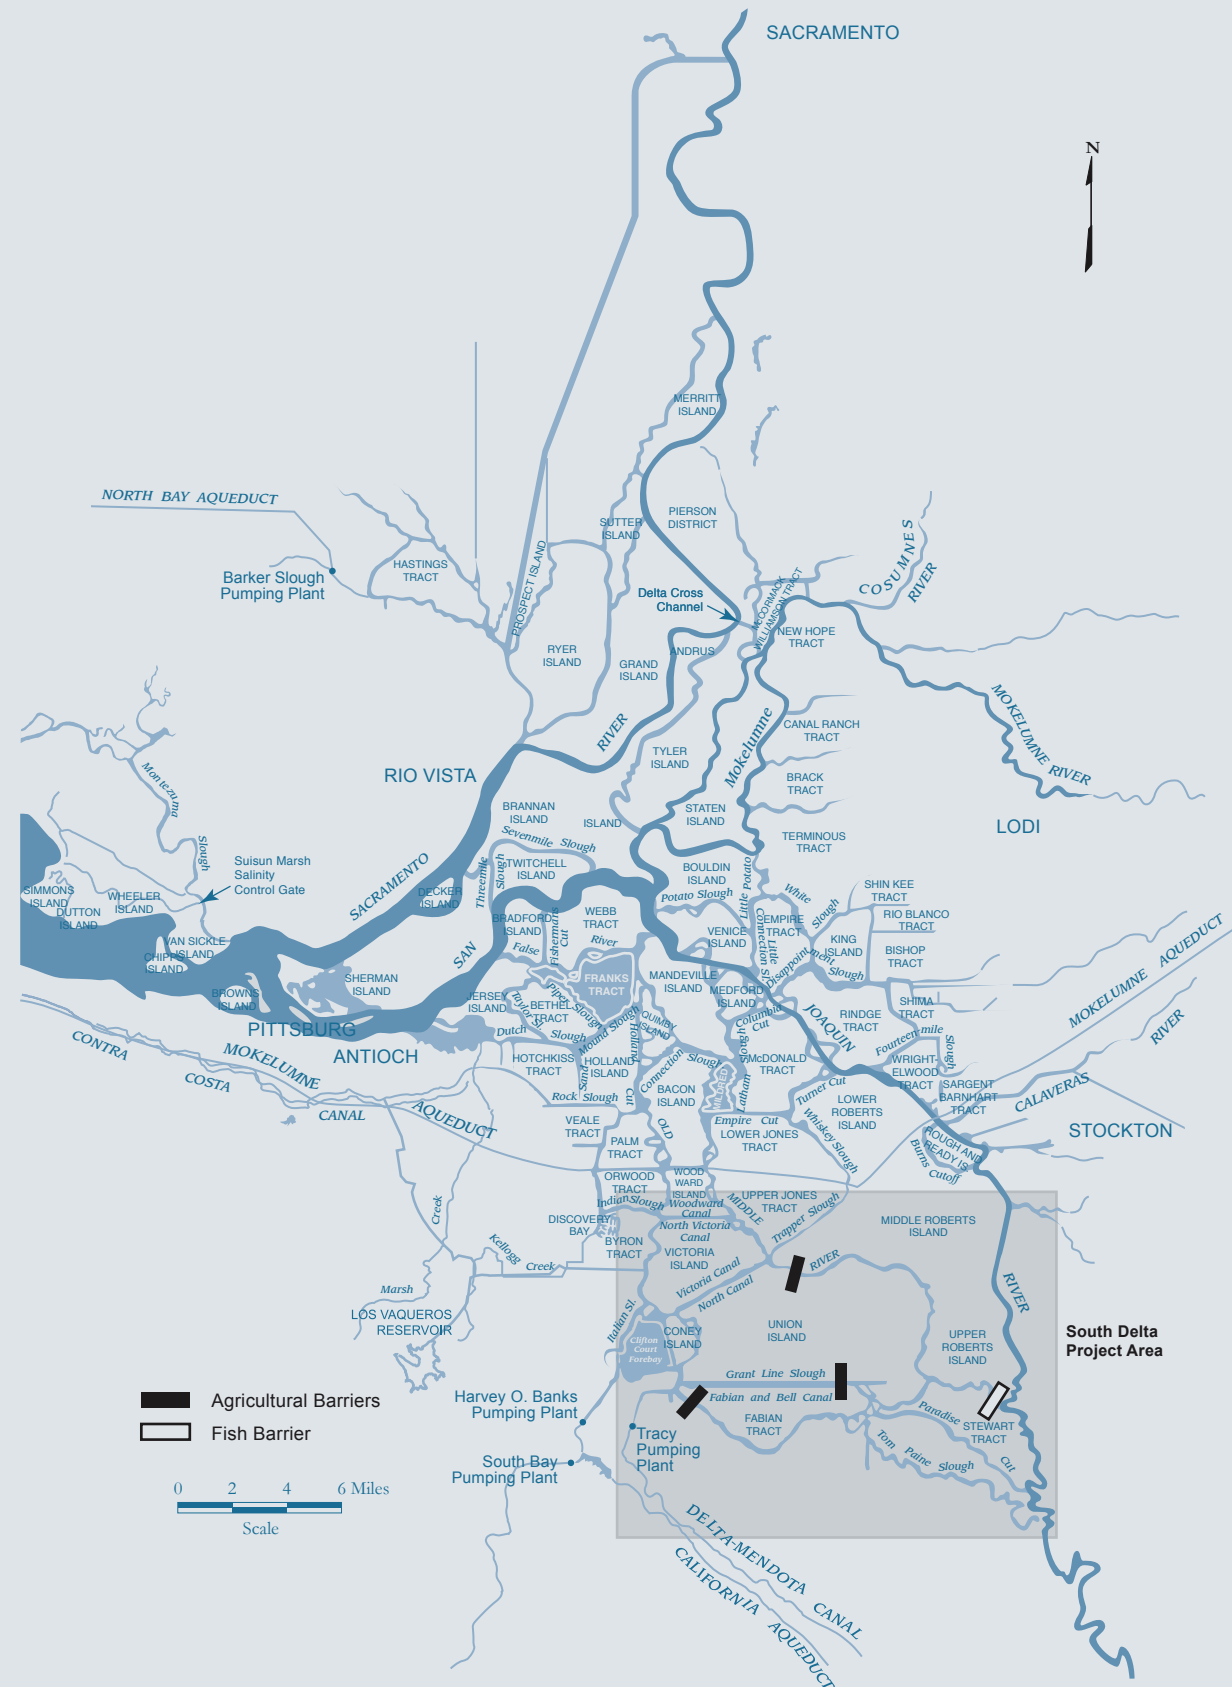 SACRAMENTO
N
MERRITT
ISLAND
NORTH BAY AQUEDUCT
SUTTER
ISLAND
PIERSON
DISTRICT
HASTINGS
TRACT
PROSPECT ISLAND
COSUMNES
RIVER
Barker Slough
Pumping Plant
Delta Cross
Channel
McCORMACK
WILLIAMSON TRACT
NEW HOPE
TRACT
RYER
ISLAND
GRAND
ISLAND
ANDRUS
MOKELUMNE RIVER
RIVER
Mokelumne
CANAL RANCH
TRACT
TYLER
ISLAND
BRACK
TRACT
RIO VISTA
Montezuma
Slough
BRANNAN
ISLAND
ISLAND
STATEN
ISLAND
TERMINOUS
TRACT
LODI
Sevenmile Slough
Suisun Marsh
Salinity
Control Gate
SACRAMENTO
Threemile
Slough
TWITCHELL
ISLAND
BOULDIN
ISLAND
Little Potato
White
Slough
SHIN KEE
TRACT
SIMMONS
ISLAND
WHEELER
ISLAND
DECKER
ISLAND
Potato Slough
DUTTON
ISLAND
BRADFORD
ISLAND
Fishermans
Cut
WEBB
TRACT
EMPIRE
TRACT
RIO BLANCO
TRACT
VENICE
ISLAND
Connection Sl.
Little
KING
ISLAND
BISHOP
TRACT
VAN SICKLE
ISLAND
CHIPPS
ISLAND
SAN
False
River
Disappointment
Slough
MOKELUMNE AQUEDUCT
SHERMAN
ISLAND
FRANKS
TRACT
MANDEVILLE
ISLAND
MEDFORD
ISLAND
BROWNS
ISLAND
JERSEY
ISLAND
Taylor Sl.
BETHEL
TRACT
Piper Slough
QUIMBY
ISLAND
Columbia
Cut
JOAQUIN
SHIMA
TRACT
RINDGE
TRACT
PITTSBURG
Dutch
Slough
Mound Slough
Holland
Cut
Fourteen-mile
Slough
RIVER
ANTIOCH
CONTRA
COSTA
CANAL
MOKELUMNE
AQUEDUCT
HOTCHKISS
TRACT
Sand
HOLLAND
ISLAND
Connection
Slough
McDONALD
TRACT
WRIGHT-
ELWOOD
TRACT
SARGENT
BARNHART
TRACT
CALAVERAS
Rock Slough
BACON
ISLAND
MILDRED
Latham
Slough
Turner Cut
LOWER
ROBERTS
ISLAND
VEALE
TRACT
OLD
Empire Cut
LOWER JONES
TRACT
Whiskey Slough
ROUGH AND
READY IS.
Burns
Cutoff
STOCKTON
PALM
TRACT
ORWOOD
TRACT
WOOD
WARD
ISLAND
UPPER JONES
TRACT
Indian Slough
Woodward
Canal
MIDDLE
Trapper Slough
MIDDLE ROBERTS
ISLAND
Creek
DISCOVERY
BAY
North Victoria
Canal
BYRON
TRACT
VICTORIA
ISLAND
Kellogg
Creek
Victoria Canal
North Canal
RIVER
RIVER
Marsh
LOS VAQUEROS
RESERVOIR
Italian Sl.
Clifton
Court
Forebay
CONEY
ISLAND
UNION
ISLAND
UPPER
ROBERTS
ISLAND
South Delta
Project Area
Grant Line Slough
Fabian and Bell Canal
Agricultural Barriers
Fish Barrier
Harvey O. Banks
Pumping Plant
FABIAN
TRACT
Paradise
Cut
STEWART
TRACT
Tracy
Pumping
Plant
Tom Paine Slough
South Bay
Pumping Plant
0 2 4 6 Miles
Scale
DELTA-MENDOTA CANAL
CALIFORNIA AQUEDUCT